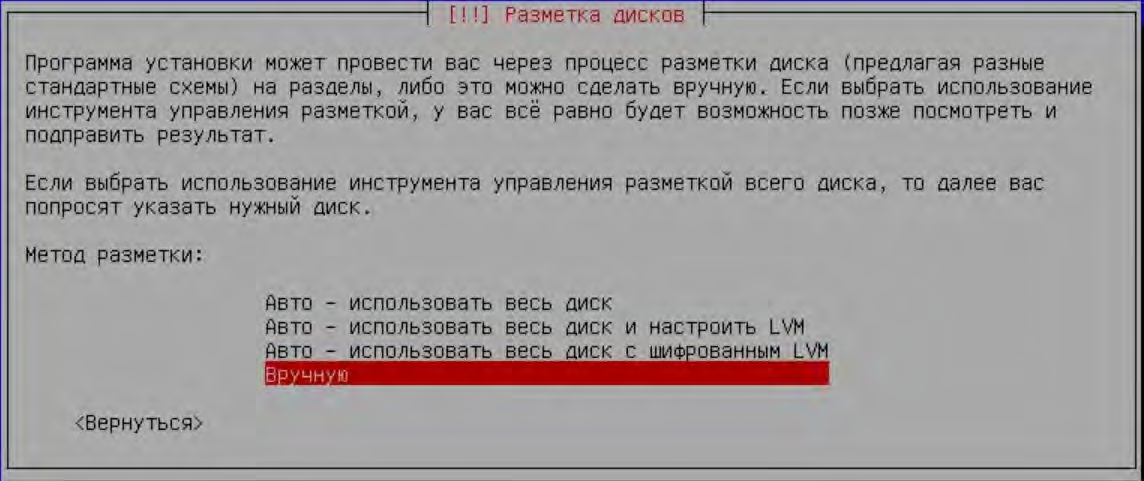 [!!] Разметка дисков
Программа установки может провести вас через процесс разметки диска (предлагая разные
стандартные схемы) на разделы, либо это можно сделать вручную. Если выбрать использование
инструмента управления разметкой, у вас всё равно будет возможность позже посмотреть и
подправить результат.
Если выбрать использование инструмента управления разметкой всего диска, то далее вас
попросят указать нужный диск.
Метод разметки:
Авто – использовать весь диск
Авто – использовать весь диск и настроить LVM
Авто – использовать весь диск с шифрованным LVM
Вручную
<Вернуться>